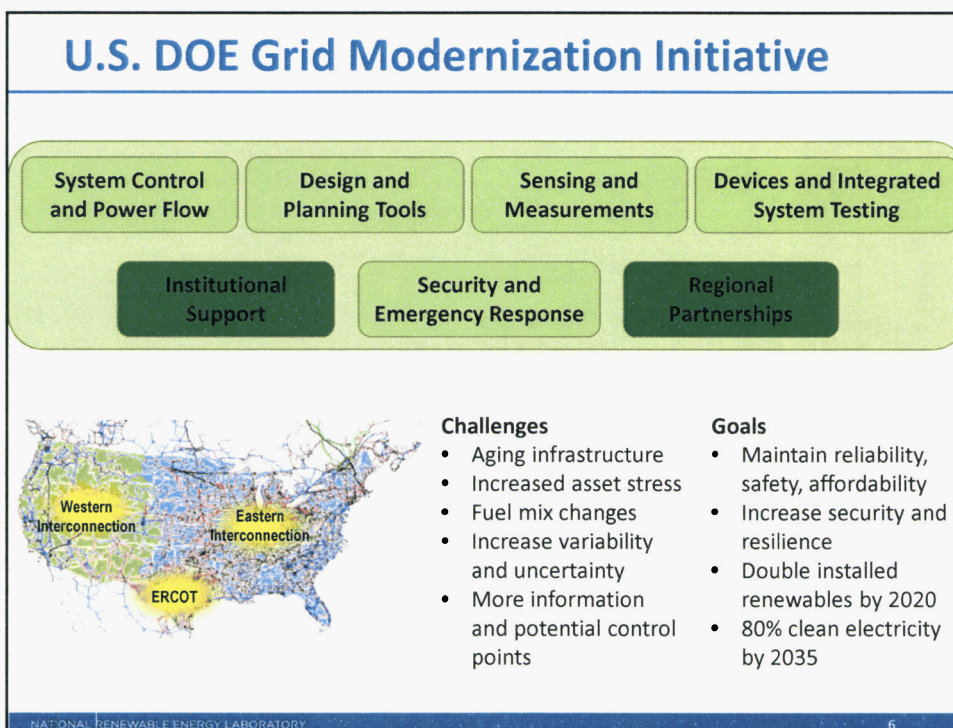 U.S. DOE Grid Modernization Initiative
System Control
and Power Flow
Design and
Planning Tools
Sensing and
Measurements
Devices and Integrated
System Testing
Institutional
Support
Security and
Emergency Response
Regional
Partnerships
Western
Interconnection
Eastern
Interconnection
ERCOT
Challenges
• Aging infrastructure
• Increased asset stress
• Fuel mix changes
• Increase variability
and uncertainty
• More information
and potential control
points
Goals
• Maintain reliability,
safety, affordability
• Increase security and
resilience
• Double installed
renewables by 2020
• 80% clean electricity
by 2035
NATIONAL RENEWABLE ENERGY LABORATORY
6